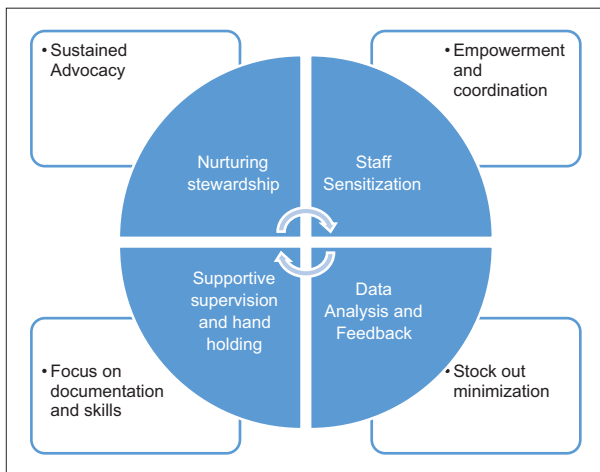 • Sustained
Advocacy
• Empowerment
and
coordination
Nurturing
stewardship
Staff
Sensitization
Supportive
supervision
and hand
holding
Data
Analysis and
Feedback
• Focus on
documentation
and skills
• Stock out
minimization